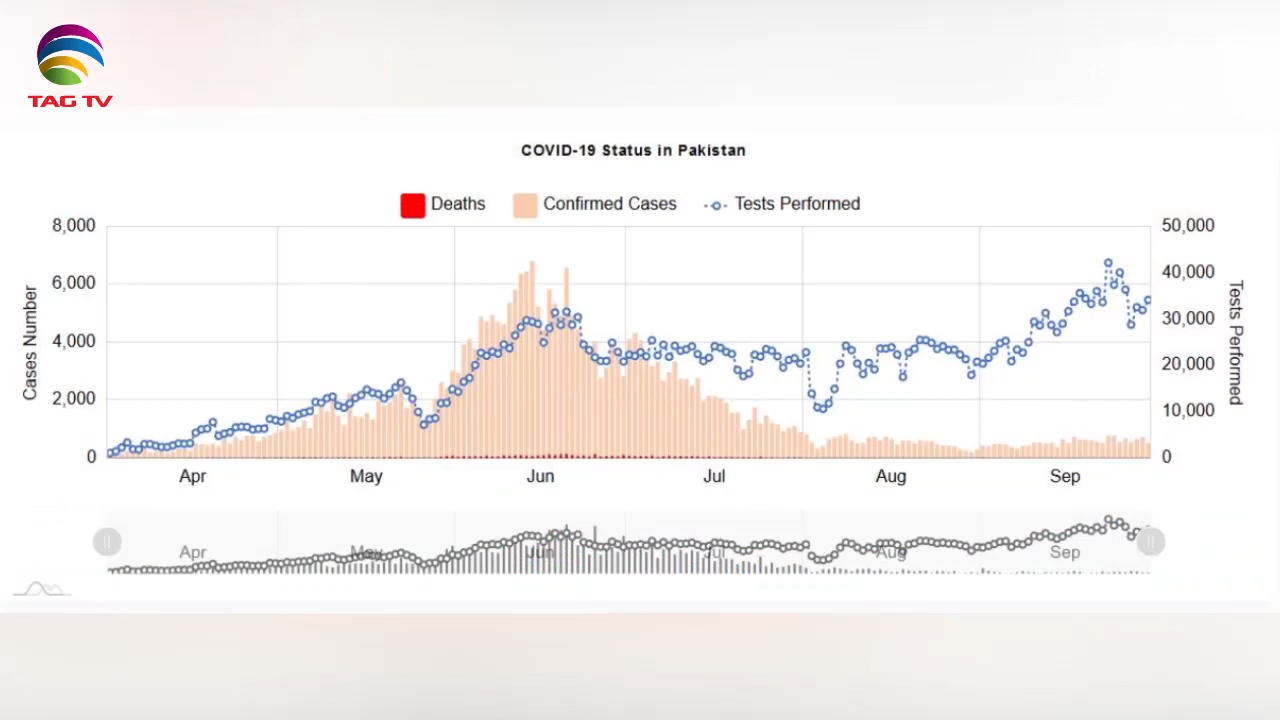 TAG TV
COVID-19 Status in Pakistan
Deaths Confirmed Cases Tests Performed
8,000
6,000
4,000
2,000
0
Cases Number
50,000
40,000
30,000
20,000
10,000
0
Tests Performed
Apr May Jun Jul Aug Sep
Apr May Jun Jul Aug Sep